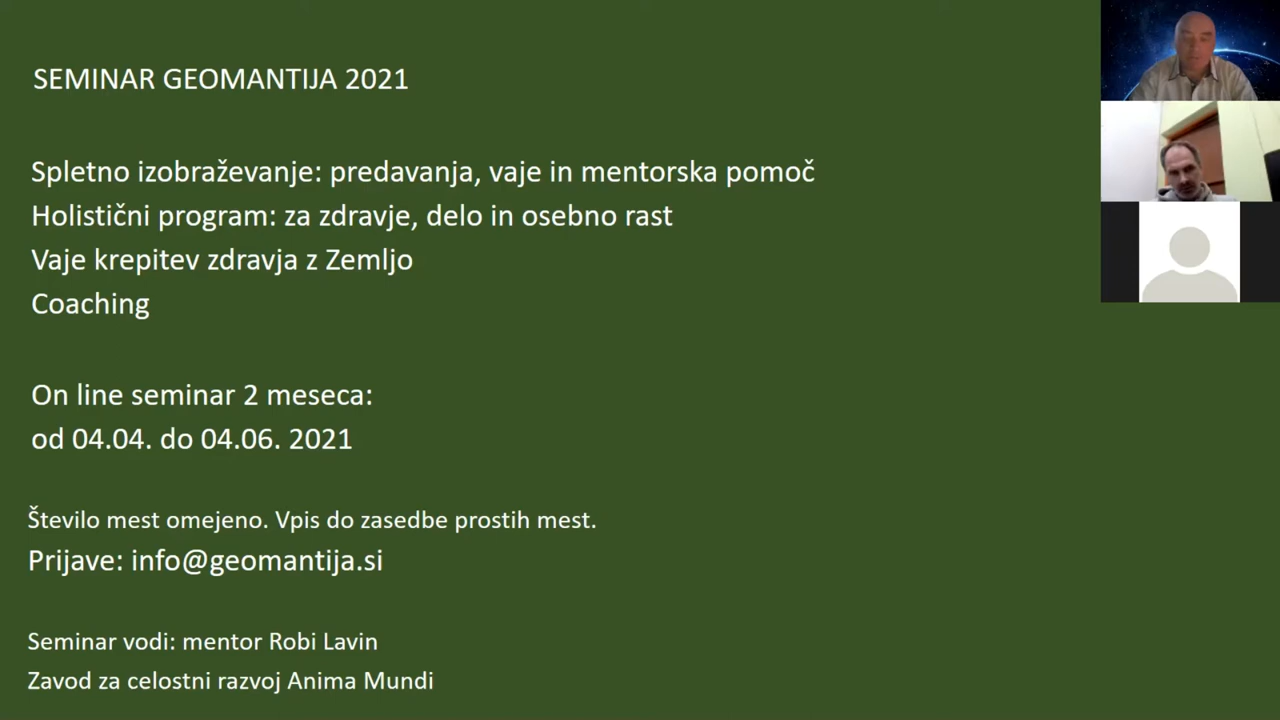 SEMINAR GEOMANTIJA 2021
Spletno izobraževanje: predavanja, vaje in mentorska pomoč
Holistični program: za zdravje, delo in osebno rast
Vaje krepitev zdravja z Zemljo
Coaching
On line seminar 2 meseca:
od 04.04. do 04.06. 2021
Število mest omejeno. Vpis do zasedbe prostih mest.
Prijave: info@geomantija.si
Seminar vodi: mentor Robi Lavin
Zavod za celostni razvoj Anima Mundi